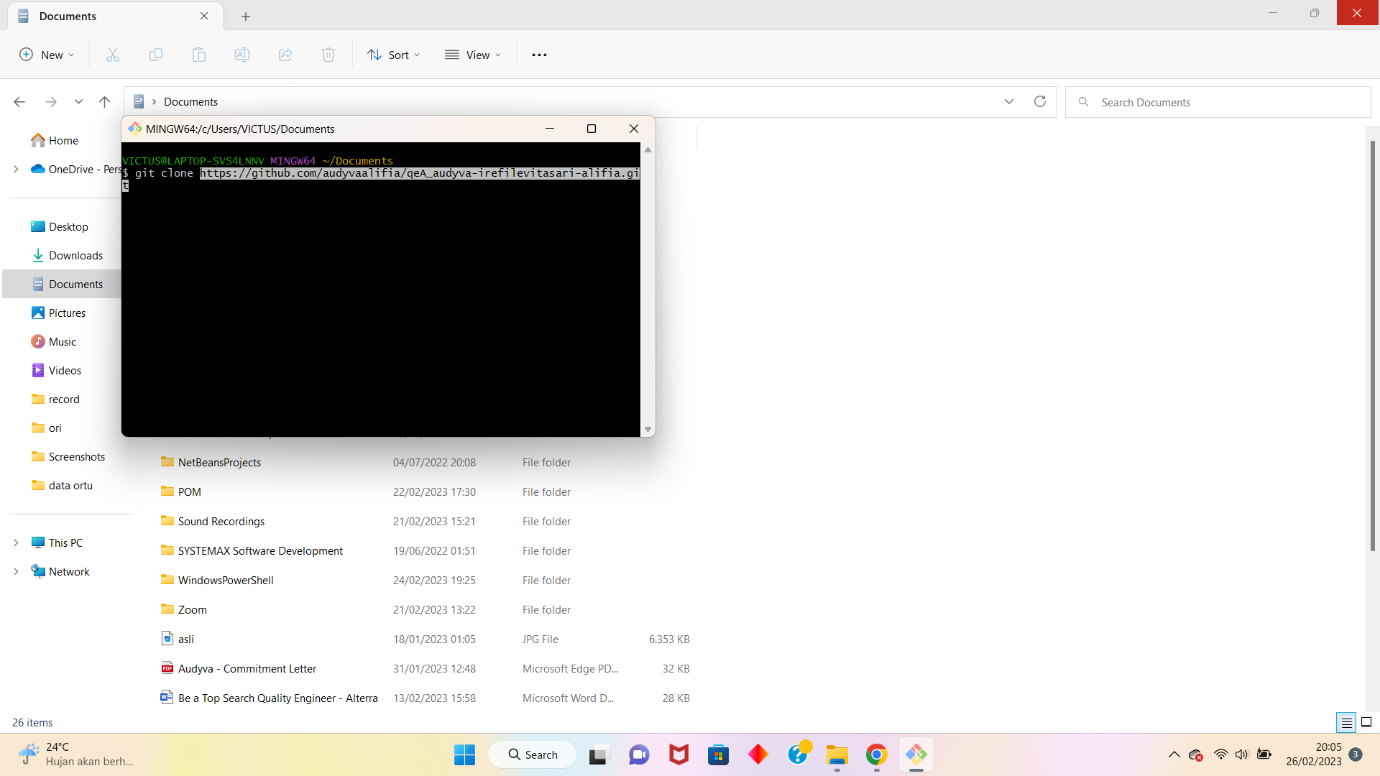 Documents
New
Sort
View
Documents
Search Documents
Home
OneDrive - Pers
Desktop
Downloads
Documents
Pictures
Music
Videos
record
ori
Screenshots
data ortu
This PC
Network
MINGW64:/c/Users/VICTUS/Documents
VICTUS@LAPTOP-SVS4LNNV MINGW64 ~/Documents
$ git clone https://github.com/audyvaalifia/qeA_audyva-irefilevitasari-alifia.gi
t
NetBeansProjects 04/07/2022 20:08 File folder
POM 22/02/2023 17:30 File folder
Sound Recordings 21/02/2023 15:21 File folder
SYSTEMAX Software Development 19/06/2022 01:51 File folder
WindowsPowerShell 24/02/2023 19:25 File folder
Zoom 21/02/2023 13:22 File folder
asli 18/01/2023 01:05 JPG File 6.353 KB
Audyva - Commitment Letter 31/01/2023 12:48 Microsoft Edge PD... 32 KB
Be a Top Search Quality Engineer - Alterra 13/02/2023 15:58 Microsoft Word D... 28 KB
26 items
24°C
Hujan akan berh...
Search
20:05
26/02/2023
3